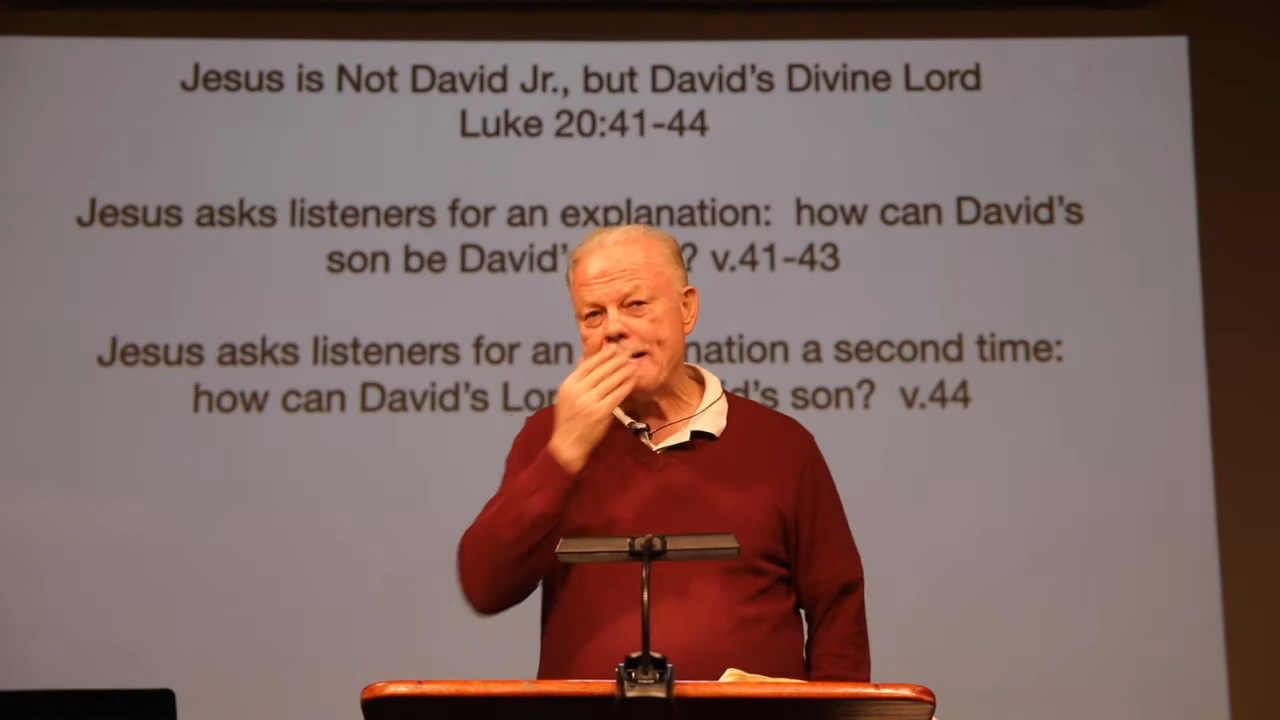 Jesus is Not David Jr., but David's Divine Lord
Luke 20:41-44
Jesus asks listeners for an explanation: how can David's
son be David' ? v.41-43
Jesus asks listeners for an nation a second time:
how can David's Lor d's son? v.44